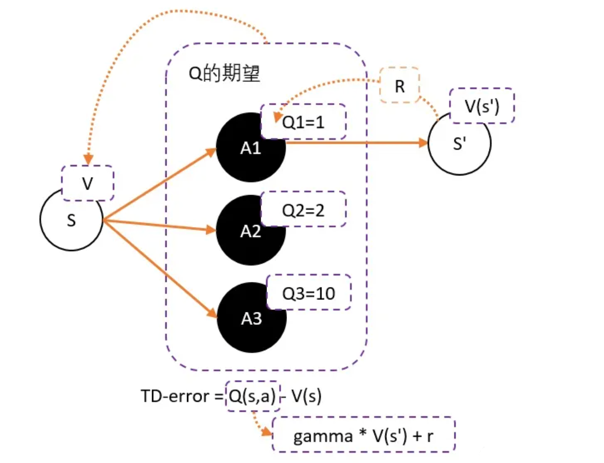 Q的期望
R
V(s')
Q1=1
A1
S'
V
S
Q2=2
A2
Q3=10
A3
TD-error = Q(s,a) - V(s)
gamma * V(s') + r